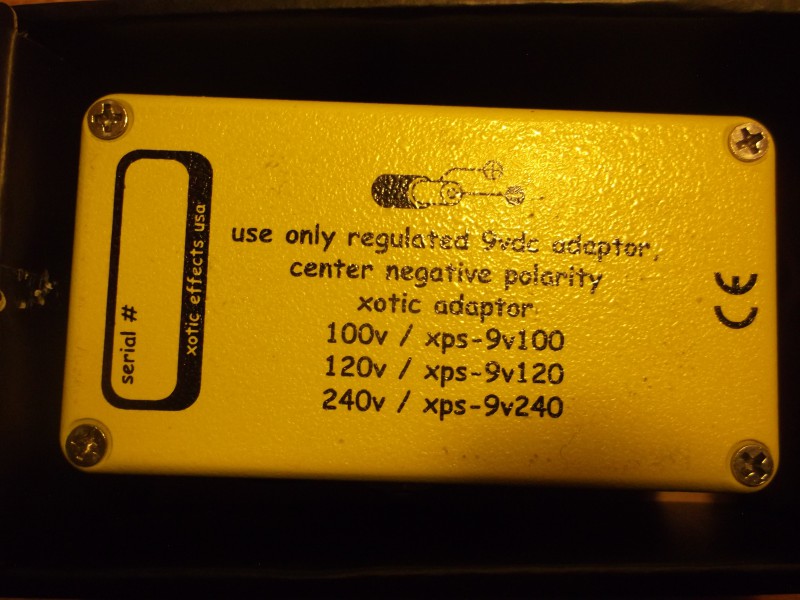 use only regulated 9vdc adaptor,
center negative polarity
xotic adaptor
100v / xps-9v100
120v / xps-9v120
240v / xps-9v240
serial #
xotic effects usa
CE